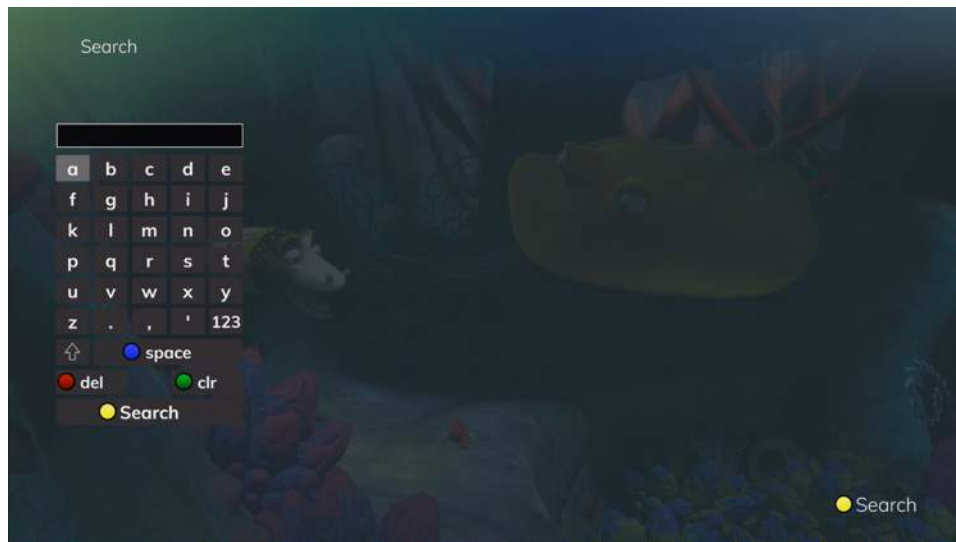 Search
a b c d e
f g h i j
k l m n o
p q r s t
u v w x y
z . , ' 123
space
del clr
Search
Search